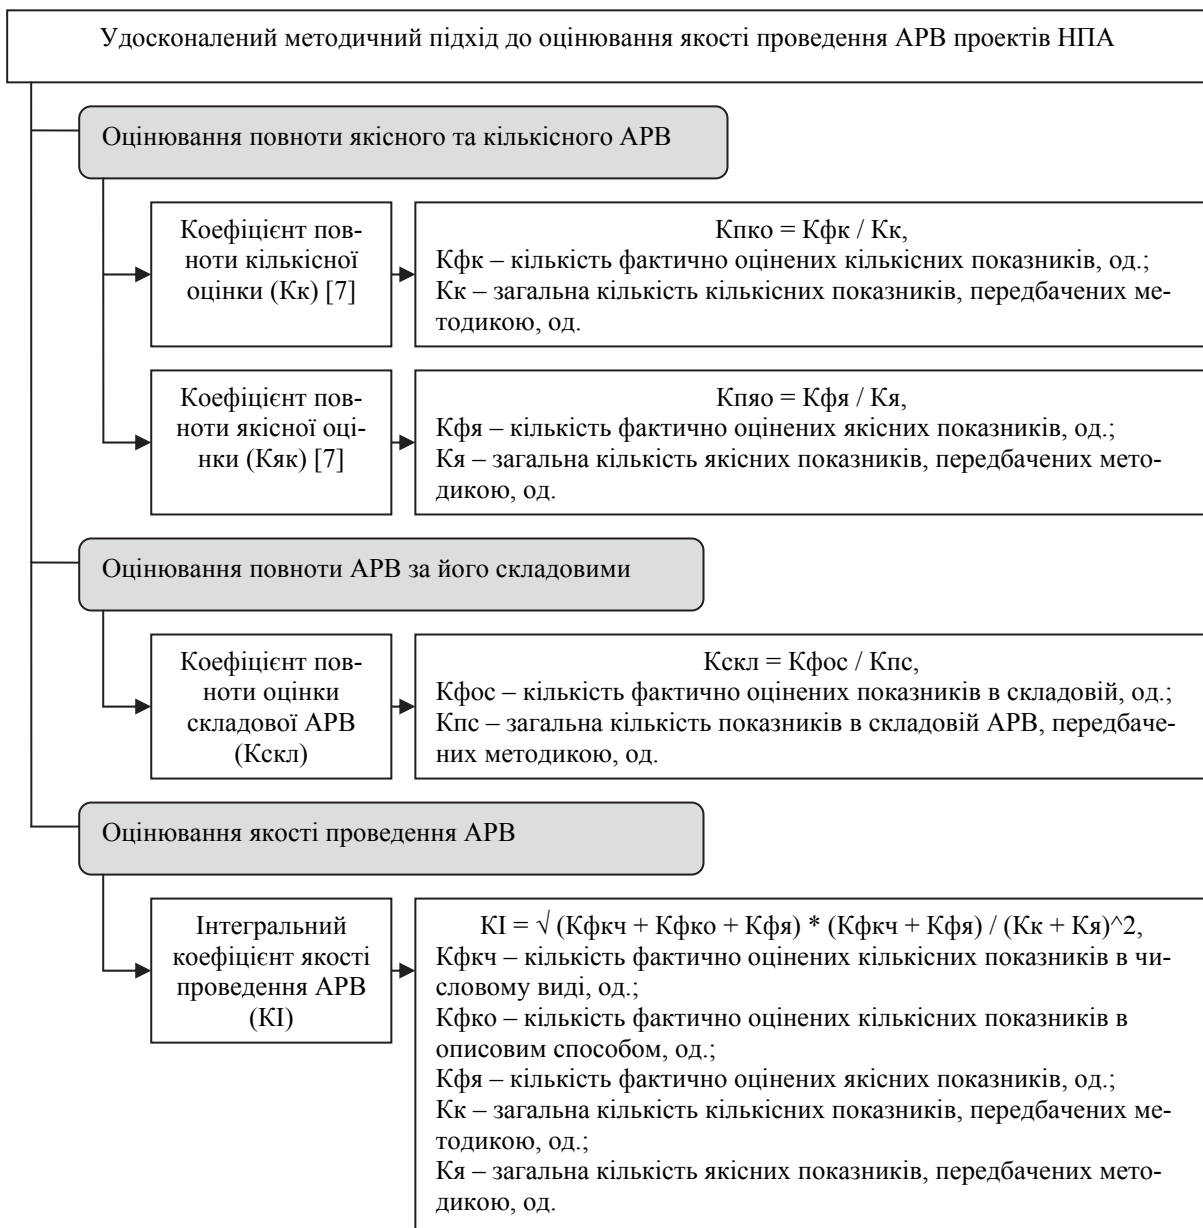 Удосконалений методичний підхід до оцінювання якості проведення АРВ проектів НПА
Оцінювання повноти якісного та кількісного АРВ
Коефіцієнт пов-
ноти кількісної
оцінки (Кк) [7]
Кпко = Кфк / Кк,
Кфк – кількість фактично оцінених кількісних показників, од.;
Кк – загальна кількість кількісних показників, передбачених ме-
тодикою, од.
Коефіцієнт пов-
ноти якісної оці-
нки (Кяк) [7]
Кпяо = Кфя / Кя,
Кфя – кількість фактично оцінених якісних показників, од.;
Кя – загальна кількість якісних показників, передбачених мето-
дикою, од.
Оцінювання повноти АРВ за його складовими
Коефіцієнт пов-
ноти оцінки
складової АРВ
(Кскл)
Кскл = Кфос / Кпс,
Кфос – кількість фактично оцінених показників в складовій, од.;
Кпс – загальна кількість показників в складовій АРВ, передбаче-
них методикою, од.
Оцінювання якості проведення АРВ
Інтегральний
коефіцієнт якості
проведення АРВ
(КІ)
КІ = √ (Кфкч + Кфко + Кфя) * (Кфкч + Кфя) / (Кк + Кя)^2,
Кфкч – кількість фактично оцінених кількісних показників в чи-
словому виді, од.;
Кфко – кількість фактично оцінених кількісних показників в
описовим способом, од.;
Кфя – кількість фактично оцінених якісних показників, од.;
Кк – загальна кількість кількісних показників, передбачених ме-
тодикою, од.;
Кя – загальна кількість якісних показників, передбачених мето-
дикою, од.